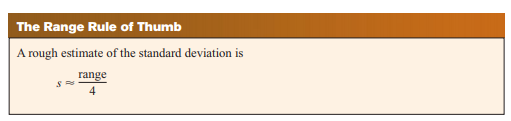 The Range Rule of Thumb
A rough estimate of the standard deviation is
s ≈ range
4